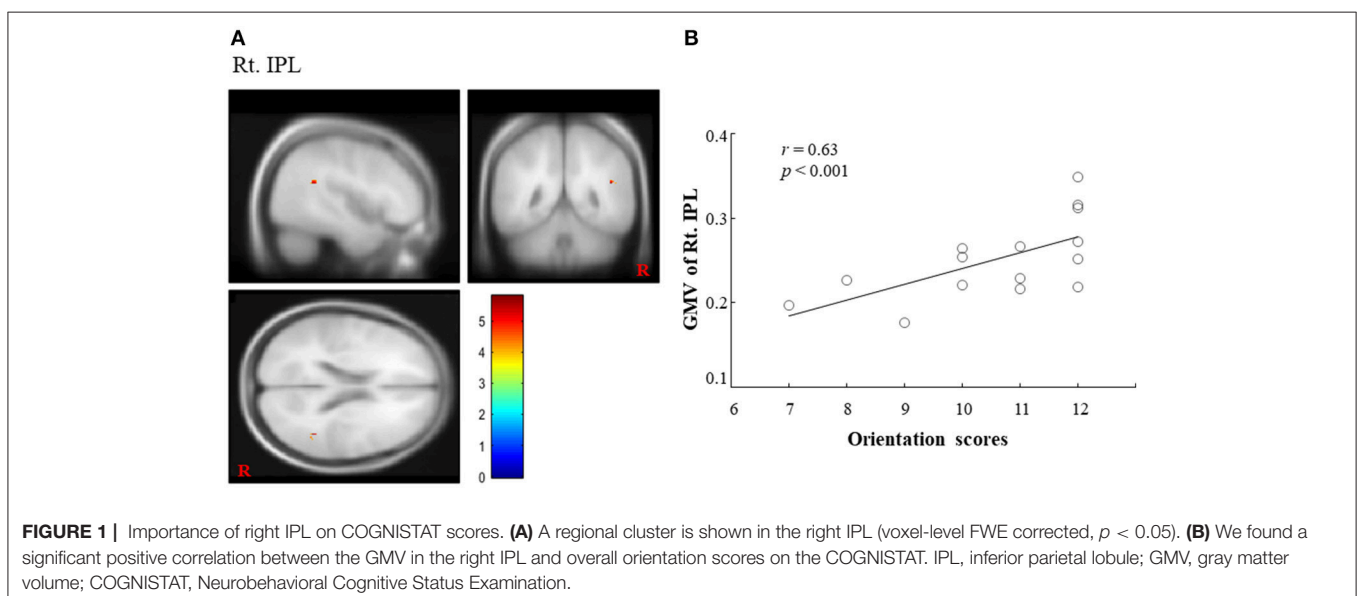 A
Rt. IPL
R
R
5
4
3
2
1
0
B
r = 0.63
p < 0.001
GMV of Rt. IPL
0.4
0.3
0.2
0.1
6 7 8 9 10 11 12
Orientation scores
FIGURE 1 | Importance of right IPL on COGNISTAT scores. (A) A regional cluster is shown in the right IPL (voxel-level FWE corrected, p < 0.05). (B) We found a
significant positive correlation between the GMV in the right IPL and overall orientation scores on the COGNISTAT. IPL, inferior parietal lobule; GMV, gray matter
volume; COGNISTAT, Neurobehavioral Cognitive Status Examination.